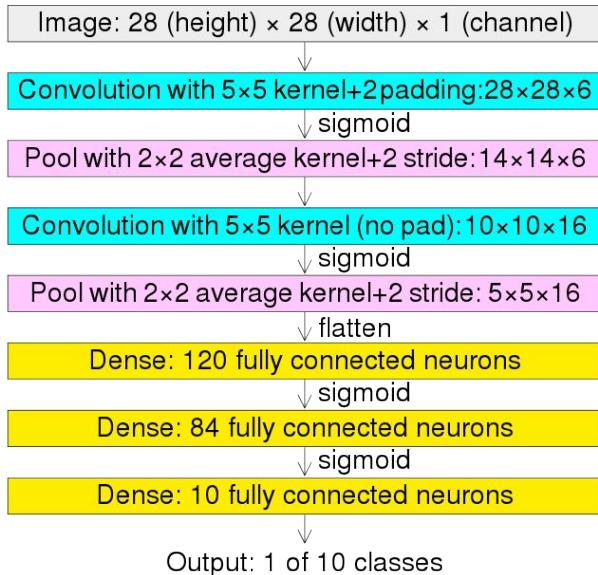 Image: 28 (height) × 28 (width) × 1 (channel)
Convolution with 5×5 kernel+2padding:28×28×6
sigmoid
Pool with 2×2 average kernel+2 stride:14×14×6
Convolution with 5×5 kernel (no pad):10×10×16
sigmoid
Pool with 2×2 average kernel+2 stride: 5×5×16
flatten
Dense: 120 fully connected neurons
sigmoid
Dense: 84 fully connected neurons
sigmoid
Dense: 10 fully connected neurons
Output: 1 of 10 classes